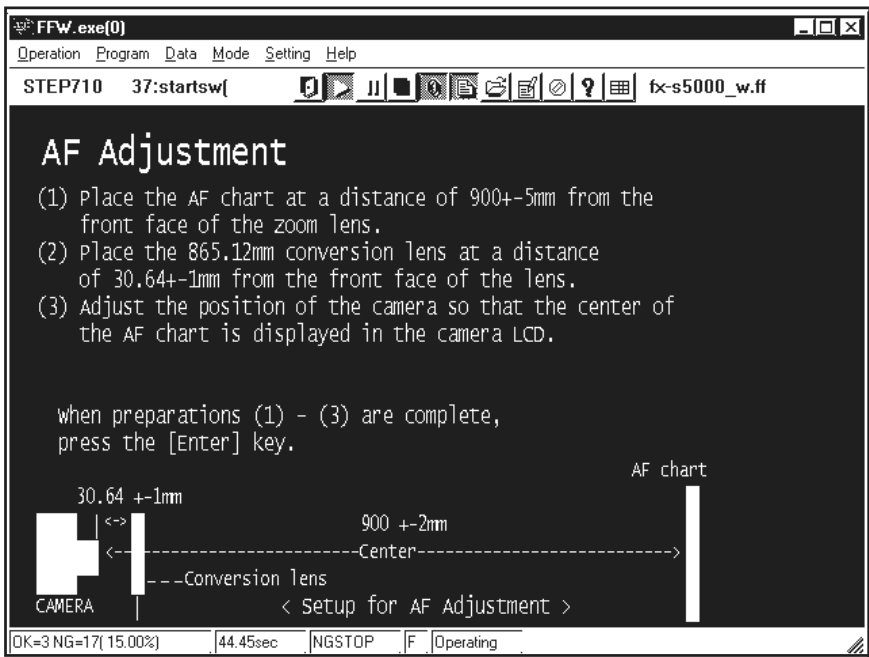 FFW.exe(0)
Operation Program Data Mode Setting Help
STEP710 37:startsw( fx-s5000_w.ff
AF Adjustment
(1) Place the AF chart at a distance of 900+-5mm from the
front face of the zoom lens.
(2) Place the 865.12mm conversion lens at a distance
of 30.64+-1mm from the front face of the lens.
(3) Adjust the position of the camera so that the center of
the AF chart is displayed in the camera LCD.
When preparations (1) - (3) are complete,
press the [Enter] key.
AF chart
30.64 +-1mm
900 +-2mm
Center
Conversion lens
CAMERA < Setup for AF Adjustment >
OK=3 NG=17( 15.00%) 44.45sec NGSTOP F Operating